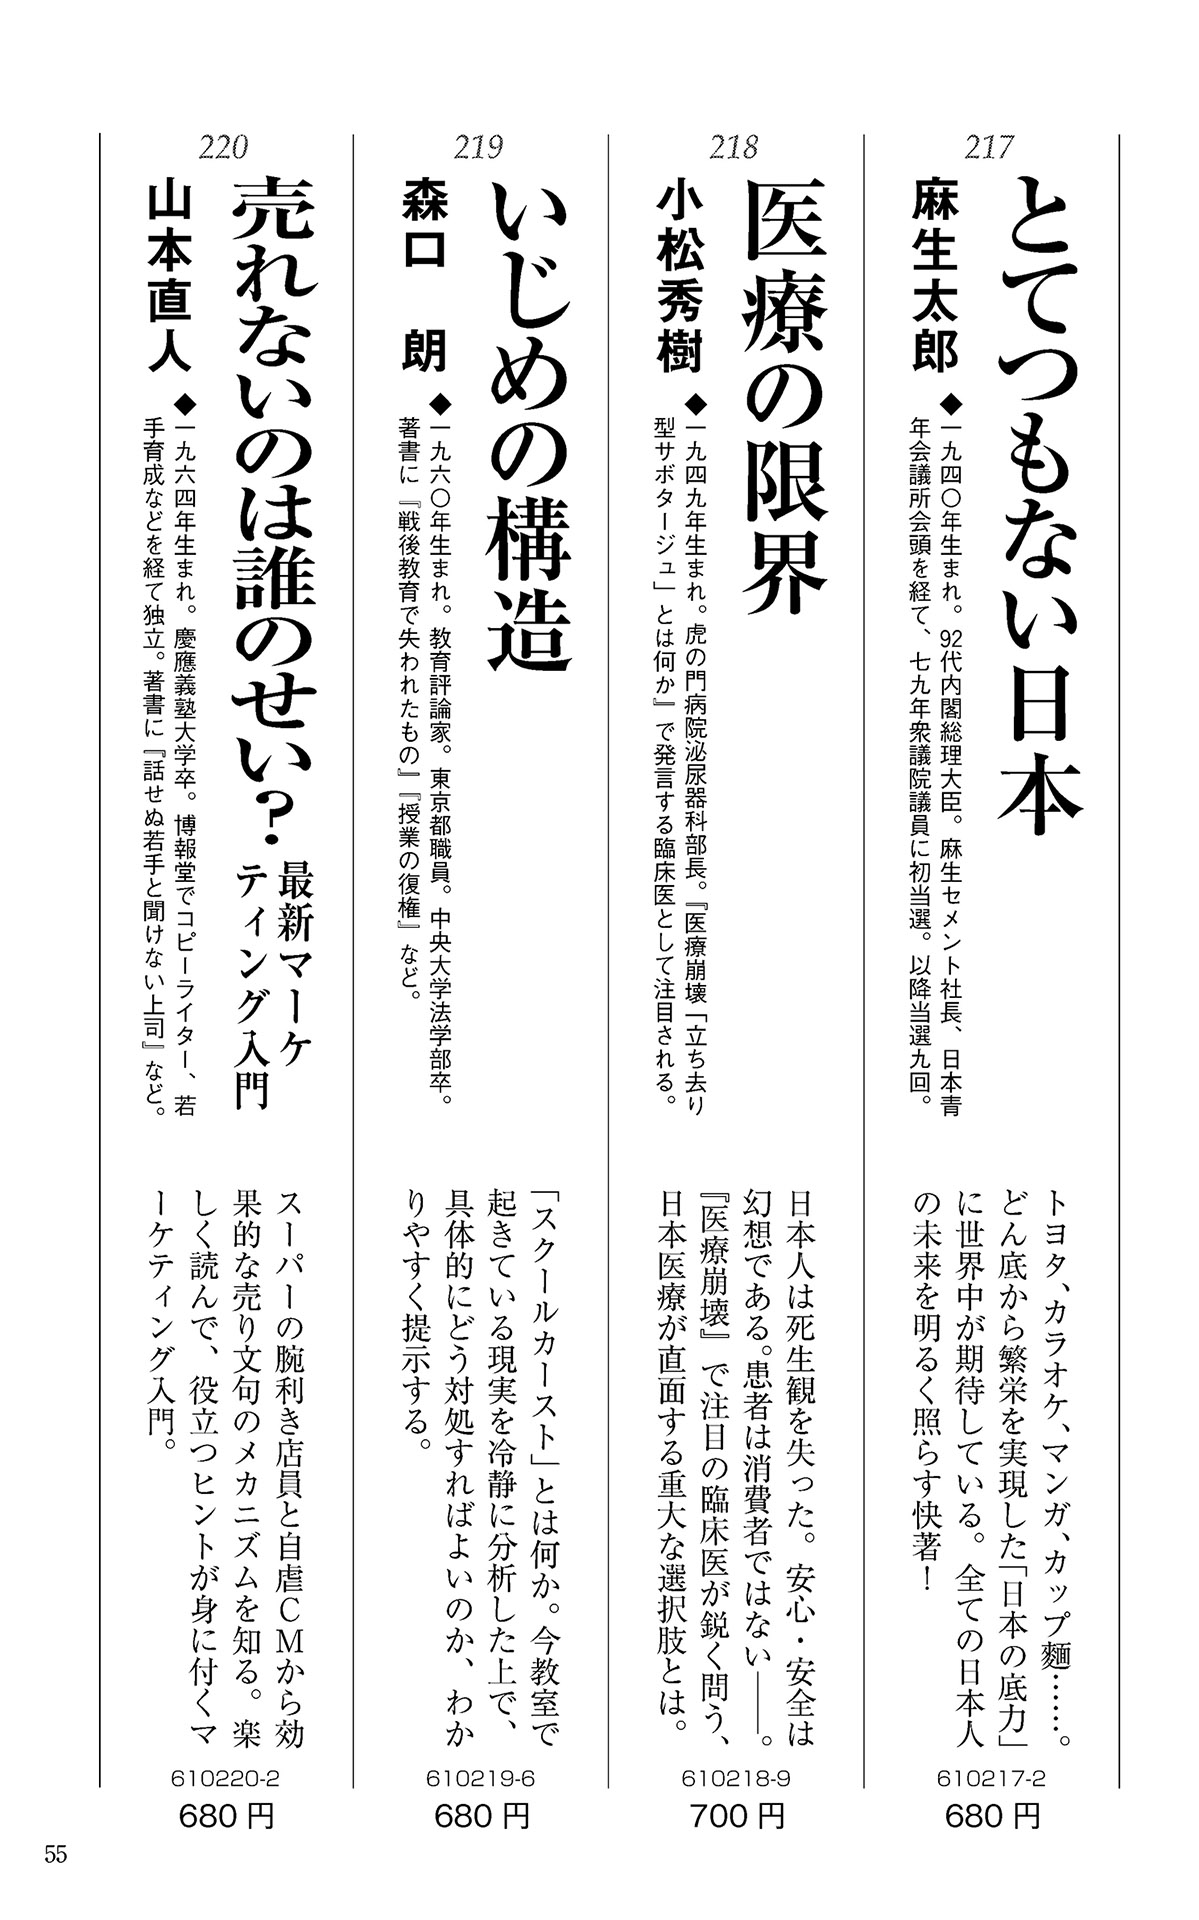 217
とてつもない日本
麻生太郎
◆一九四〇年生まれ。92代内閣総理大臣。麻生セメント社長、日本青
年会議所会頭を経て、七九年衆議院議員に初当選。以降当選九回。
トヨタ、カラオケ、マンガ、カップ麵……。
どん底から繁栄を実現した「日本の底力」
に世界中が期待している。全ての日本人
の未来を明るく照らす快著！
610217-2
680円
218
医療の限界
小松秀樹
◆一九四九年生まれ。虎の門病院泌尿器科部長。『医療崩壊「立ち去り
型サボタージュ」とは何か』で発言する臨床医として注目される。
日本人は死生観を失った。安心・安全は
幻想である。患者は消費者ではない――。
『医療崩壊』で注目の臨床医が鋭く問う、
日本医療が直面する重大な選択肢とは。
610218-9
700円
219
いじめの構造
森口 朗
◆一九六〇年生まれ。教育評論家。東京都職員。中央大学法学部卒。
著書に『戦後教育で失われたもの』『授業の復権』など。
「スクールカースト」とは何か。今教室で
起きている現実を冷静に分析した上で、
具体的にどう対処すればよいのか、わか
りやすく提示する。
610219-6
680円
220
売れないのは誰のせい？
最新マーケ
ティング入門
山本直人
◆一九六四年生まれ。慶應義塾大学卒。博報堂でコピーライター、若
手育成などを経て独立。著書に『話せぬ若手と聞けない上司』など。
スーパーの腕利き店員と自虐ＣＭから効
果的な売り文句のメカニズムを知る。楽
しく読んで、役立つヒントが身に付くマ
ーケティング入門。
610220-2
680円
55